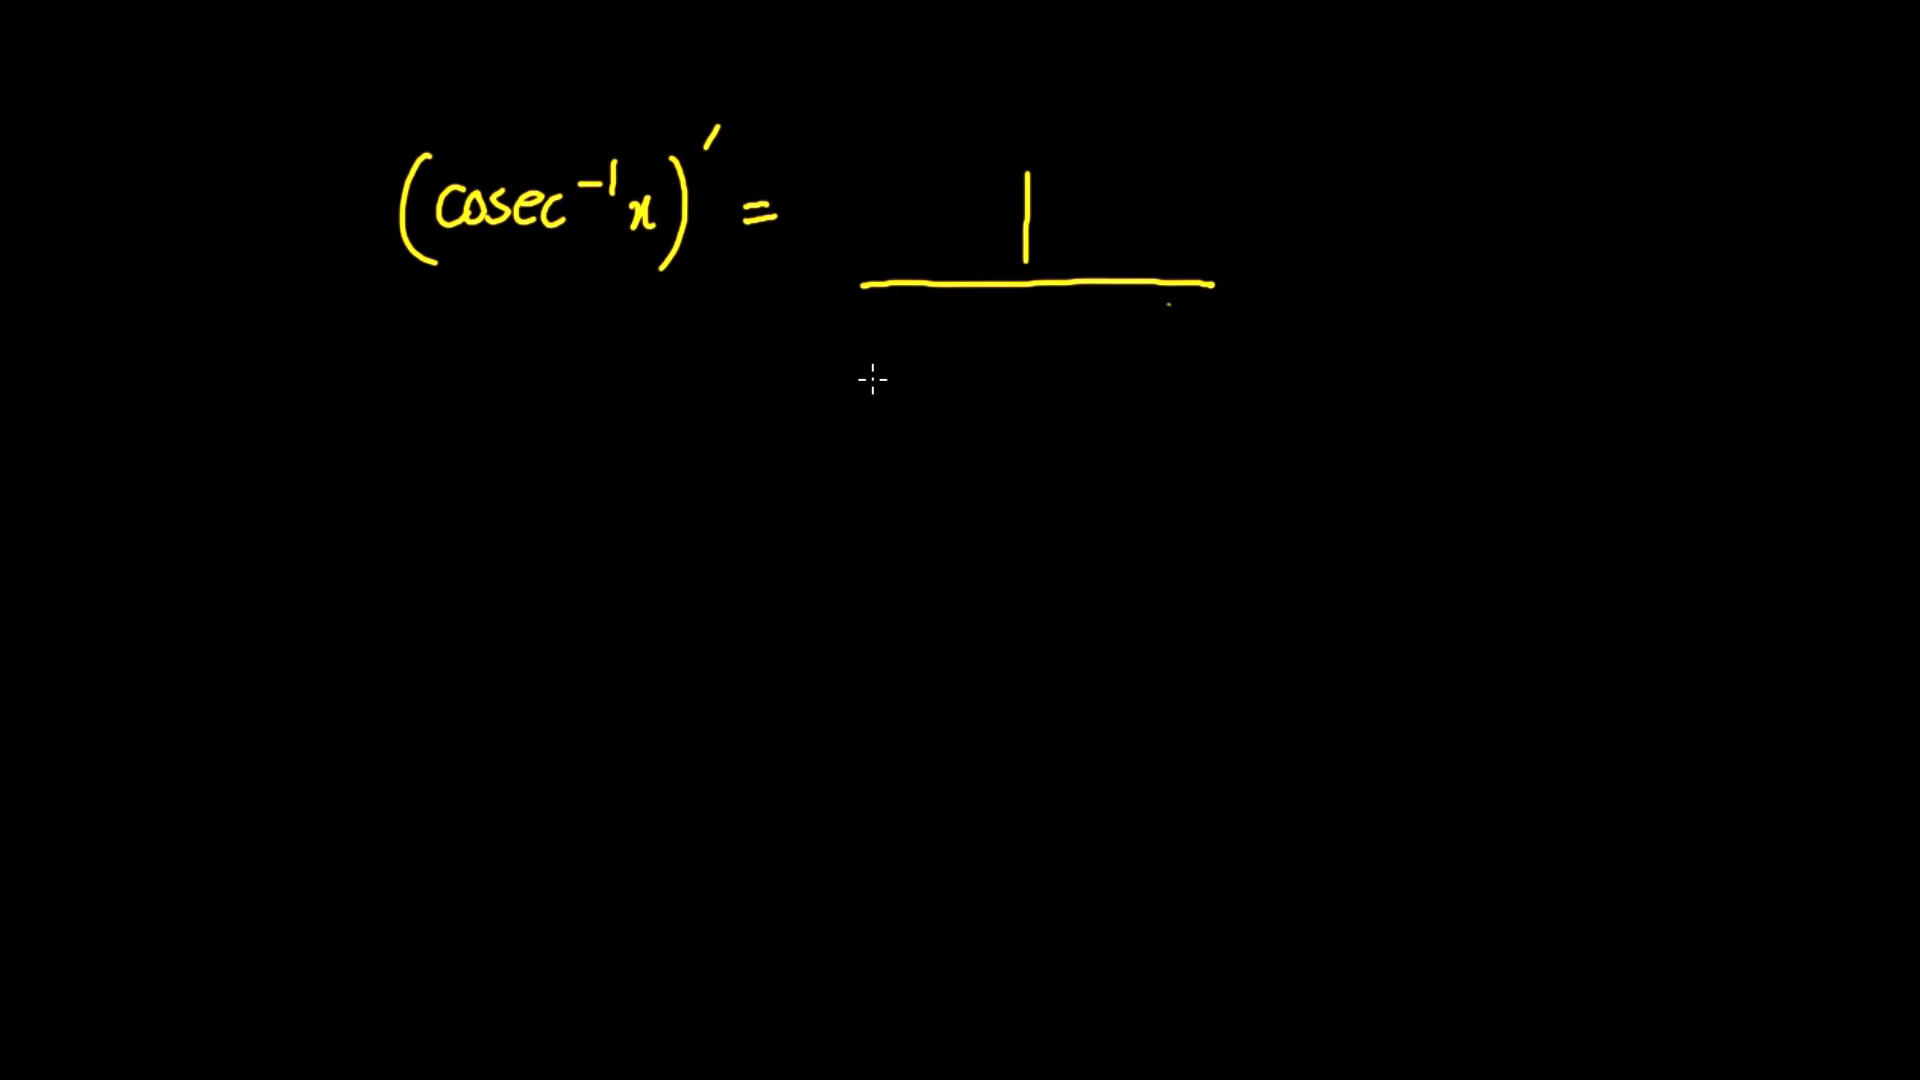 (cosec⁻¹x)′ = 1/